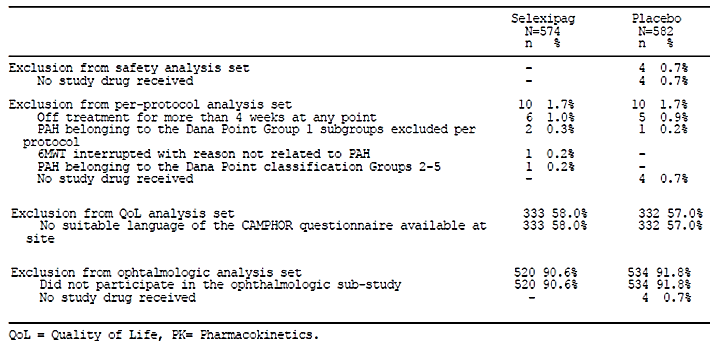 Selexipag Placebo
N=574 N=582
n % n %
Exclusion from safety analysis set - 4 0.7%
No study drug received - 4 0.7%
Exclusion from per-protocol analysis set 10 1.7% 10 1.7%
Off treatment for more than 4 weeks at any point 6 1.0% 5 0.9%
PAH belonging to the Dana Point Group 1 subgroups excluded per 2 0.3% 1 0.2%
protocol
6MWT interrupted with reason not related to PAH 1 0.2% -
PAH belonging to the Dana Point classification Groups 2-5 1 0.2% -
No study drug received - 4 0.7%
Exclusion from QoL analysis set 333 58.0% 332 57.0%
No suitable language of the CAMPHOR questionnaire available at 333 58.0% 332 57.0%
site
Exclusion from ophtalmologic analysis set 520 90.6% 534 91.8%
Did not participate in the ophthalmologic sub-study 520 90.6% 534 91.8%
No study drug received - 4 0.7%
QoL = Quality of Life, PK= Pharmacokinetics.